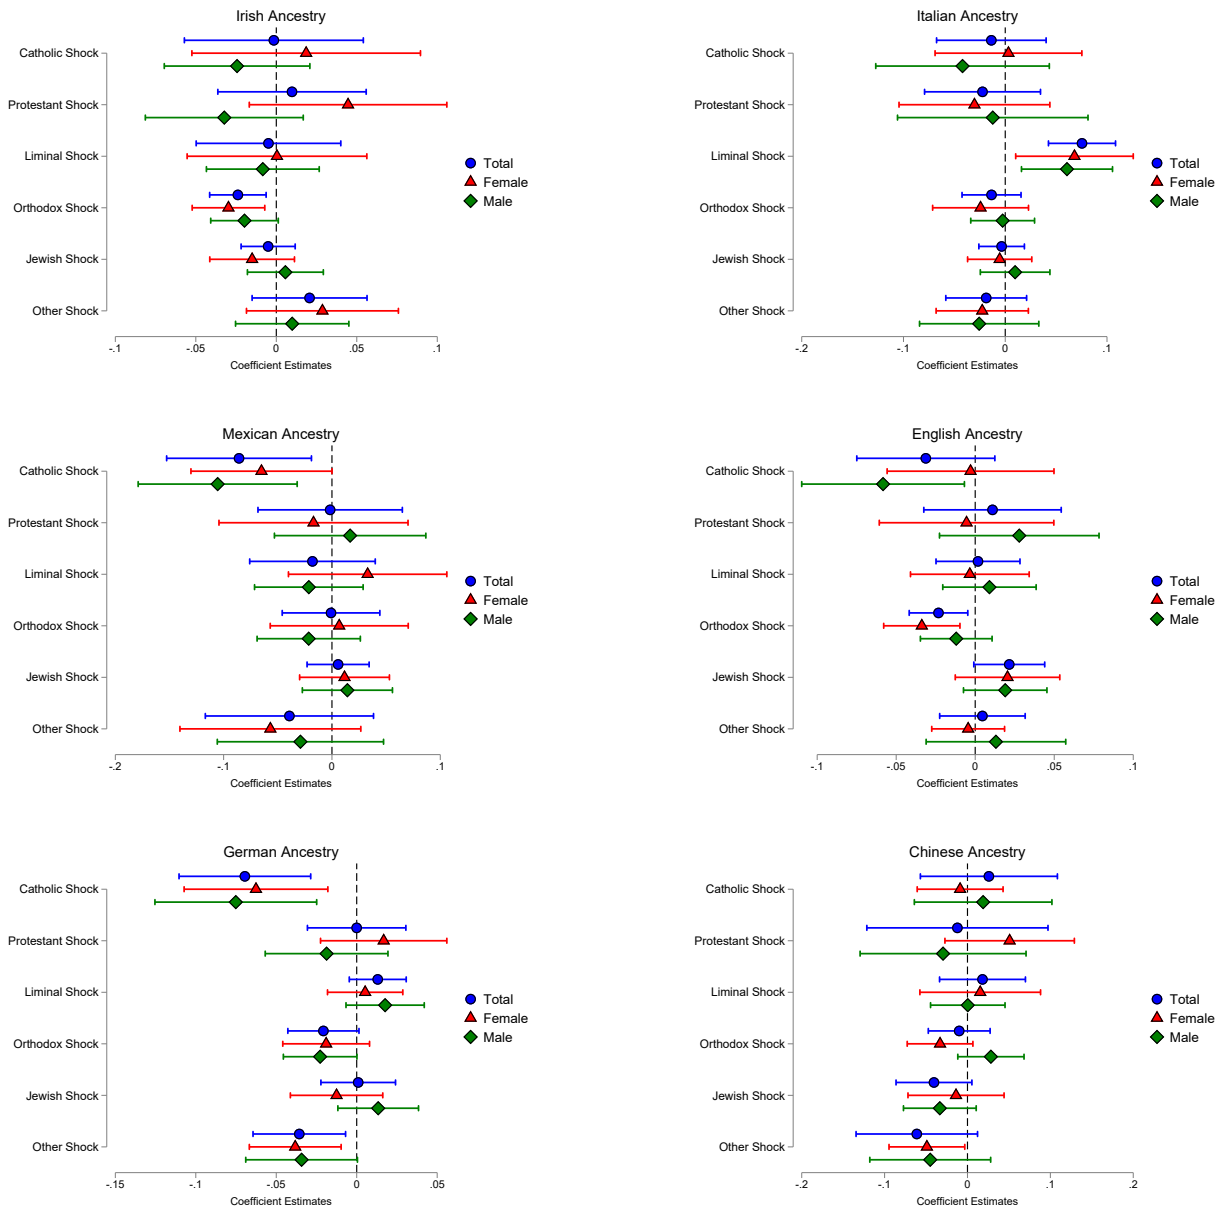 Irish Ancestry
Catholic Shock
Protestant Shock
Liminal Shock
Orthodox Shock
Jewish Shock
Other Shock
-.1 -.05 0 .05 .1
Coefficient Estimates
Total
Female
Male
Italian Ancestry
Catholic Shock
Protestant Shock
Liminal Shock
Orthodox Shock
Jewish Shock
Other Shock
-.2 -.1 0 .1
Coefficient Estimates
Total
Female
Male
Mexican Ancestry
Catholic Shock
Protestant Shock
Liminal Shock
Orthodox Shock
Jewish Shock
Other Shock
-.2 -.1 0 .1
Coefficient Estimates
Total
Female
Male
English Ancestry
Catholic Shock
Protestant Shock
Liminal Shock
Orthodox Shock
Jewish Shock
Other Shock
-.1 -.05 0 .05 .1
Coefficient Estimates
Total
Female
Male
German Ancestry
Catholic Shock
Protestant Shock
Liminal Shock
Orthodox Shock
Jewish Shock
Other Shock
-.15 -.1 -.05 0 .05
Coefficient Estimates
Total
Female
Male
Chinese Ancestry
Catholic Shock
Protestant Shock
Liminal Shock
Orthodox Shock
Jewish Shock
Other Shock
-.2 -.1 0 .1 .2
Coefficient Estimates
Total
Female
Male